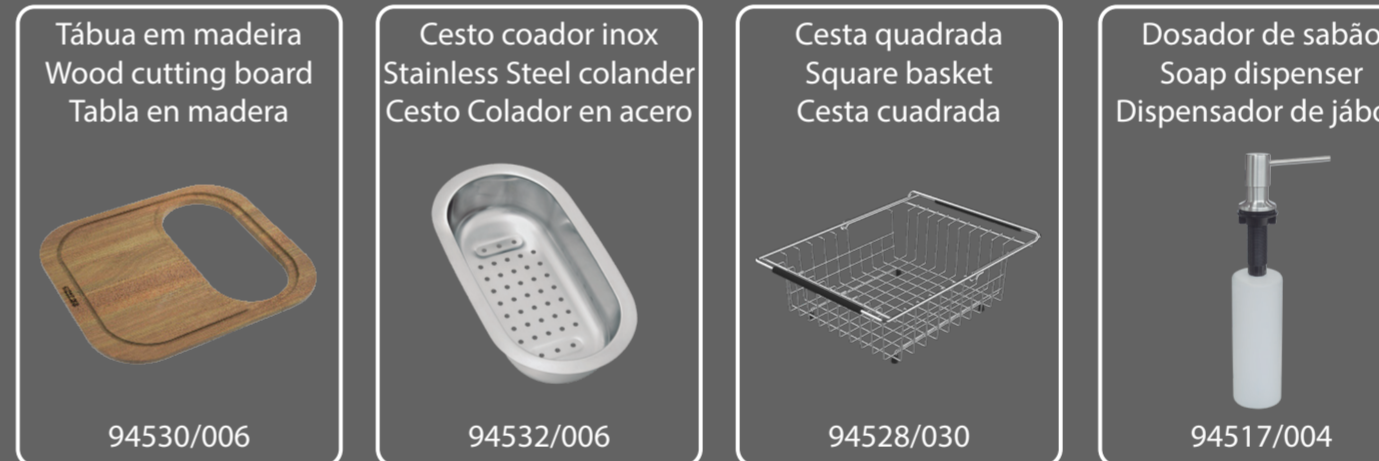 Tábua em madeira
Wood cutting board
Tabla en madera
94530/006
Cesto coador inox
Stainless Steel colander
Cesto Colador en acero
94532/006
Cesta quadrada
Square basket
Cesta cuadrada
94528/030
Dosador de sabão
Soap dispenser
Dispensador de
94517/004